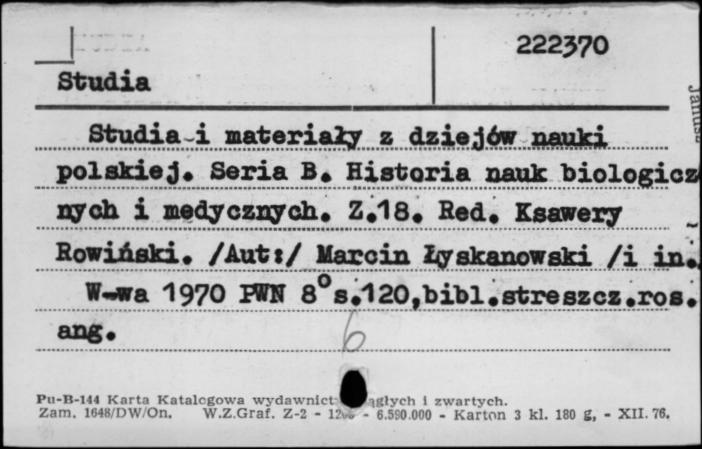 222370
Studia
Janusz
Studia i materiały z dziejów nauki
polskiej. Seria B. Historia nauk biologicz
nych i medycznych. Z.18. Red. Ksawery
Rowiński. /Aut:/ Marcin Łyskanowski /i in.
W-wa 1970 PWN 8° s.120,bibl.streszcz.ros.
ang.
6
Pu-B-144 Karta Katalogowa i zwartych.
Zam. 1648/DW/On. W.Z.Graf. Z-2 - - 6.590.000 - Karton 3 kl. 180 g, - XII. 76.